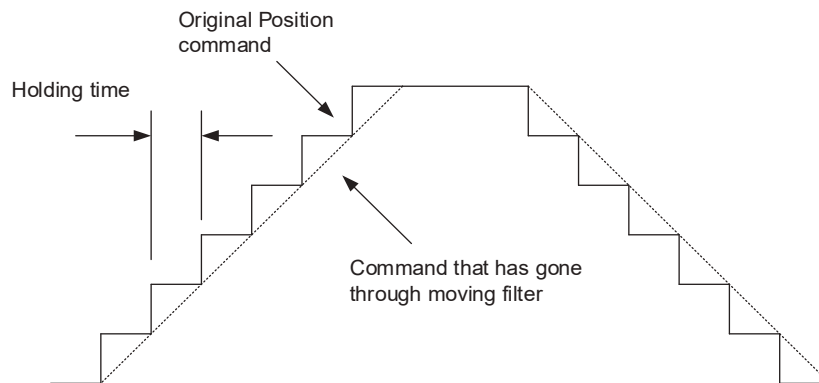 Original Position
command
Holding time
Command that has gone
through moving filter